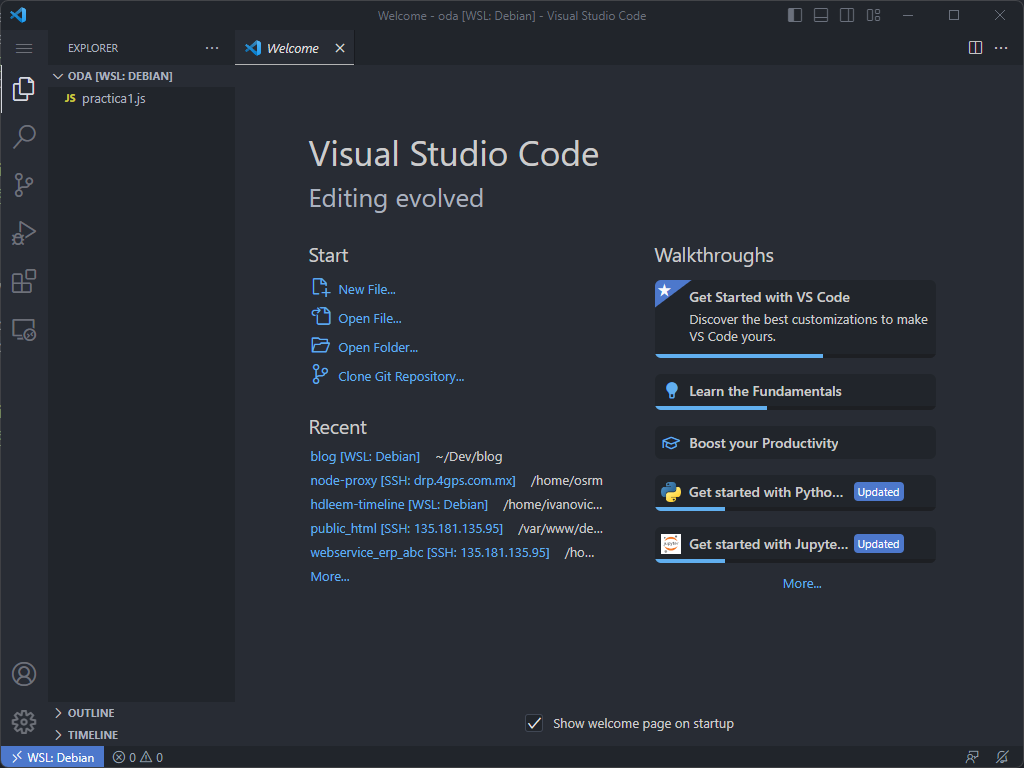 Welcome - oda [WSL: Debian] - Visual Studio Code
EXPLORER
Welcome
ODA [WSL: DEBIAN]
JS practica1.js
Visual Studio Code
Editing evolved
Start
New File...
Open File...
Open Folder...
Clone Git Repository...
Recent
blog [WSL: Debian] ~/Dev/blog
node-proxy [SSH: drp.4gps.com.mx] /home/osrm
hdleem-timeline [WSL: Debian] /home/ivanovic...
public_html [SSH: 135.181.135.95] /var/www/de...
webservice_erp_abc [SSH: 135.181.135.95] /ho...
More...
Walkthroughs
Get Started with VS Code
Discover the best customizations to make
VS Code yours.
Learn the Fundamentals
Boost your Productivity
Get started with Pytho... Updated
Get started with Jupyte... Updated
More...
Show welcome page on startup
OUTLINE
TIMELINE
WSL: Debian 0 0